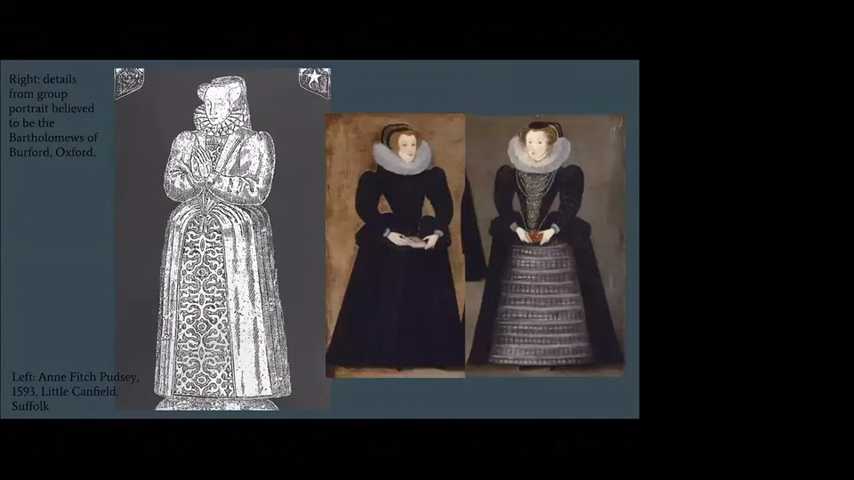 Right: details
from group
portrait believed
to be the
Bartholomews of
Burford, Oxford,
Left: Anne Fitch Pudsey,
1593, Little Canfield,
Suffolk